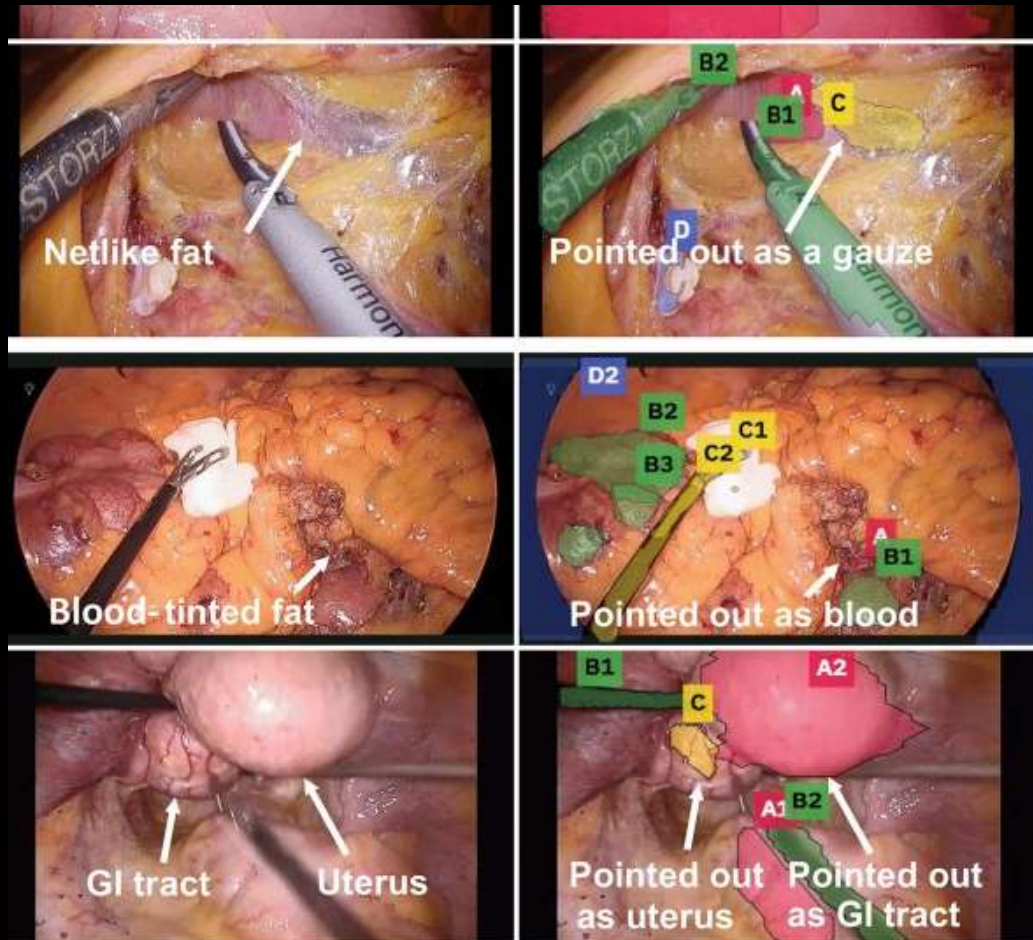 STORZ
Harmon
Netlike fat
B2
A
C
B1
STORZ
D
armon
Pointed out as a gauze
Blood-tinted fat
D2
B2
C1
B3
C2
A
B1
Pointed out as blood
GI tract
Uterus
B1
A2
C
A1
B2
Pointed out
as uterus
Pointed out
as GI tract